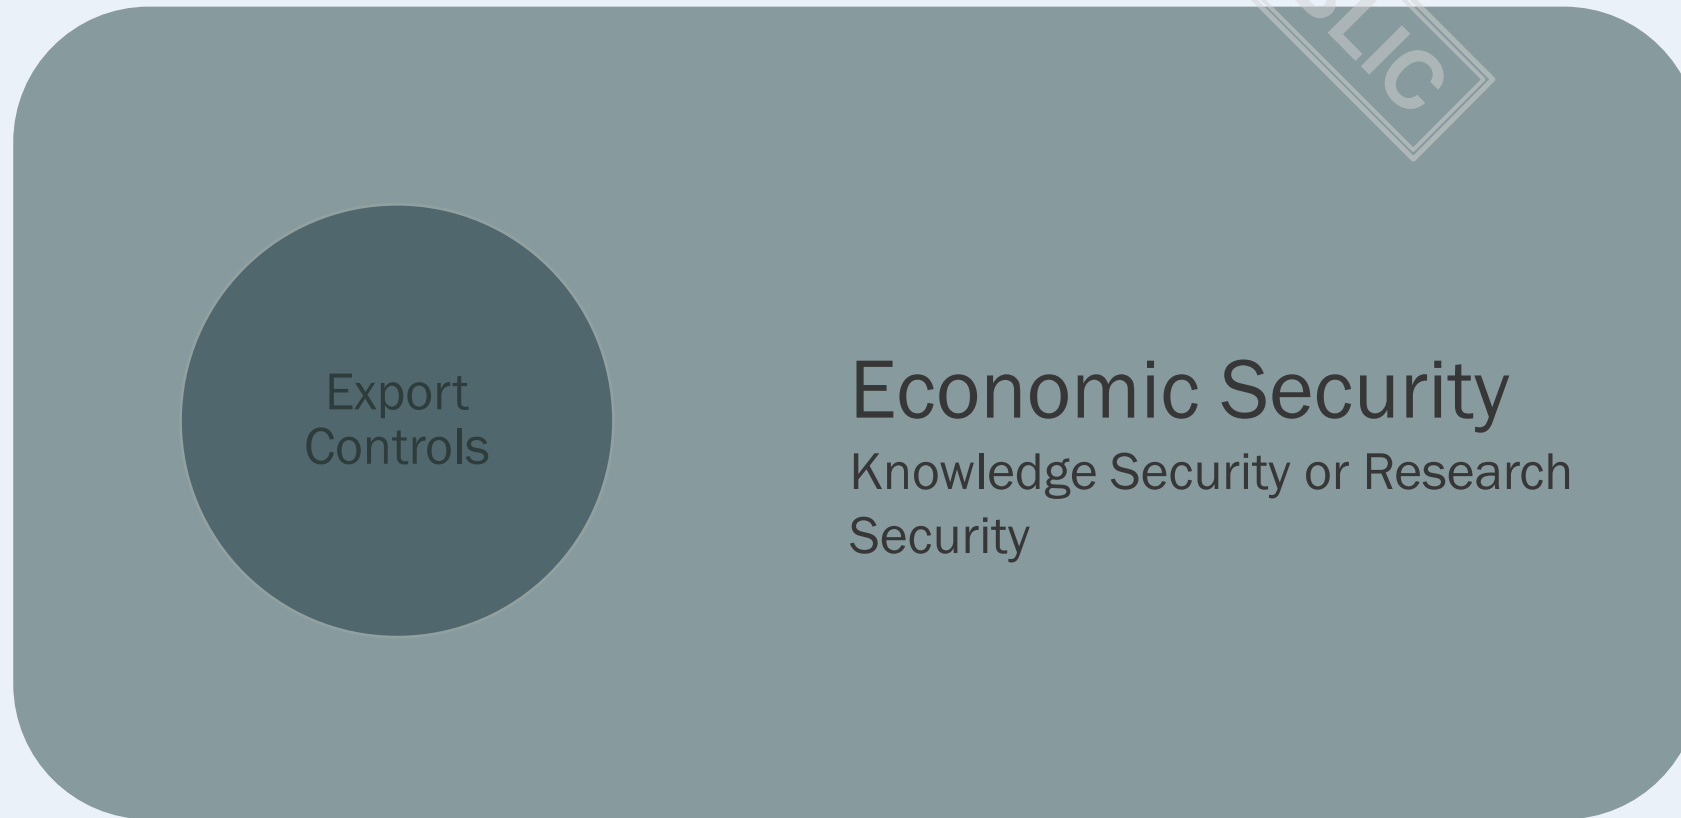 Export
Controls
Economic Security
Knowledge Security or Research
Security